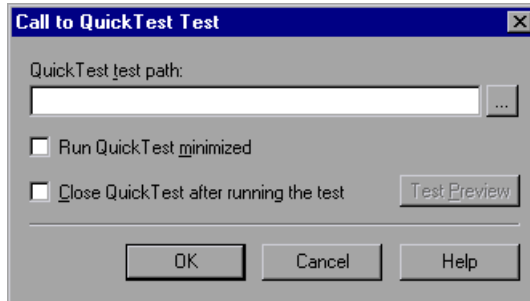 Call to QuickTest Test
QuickTest test path:
...
Run QuickTest minimized
Close QuickTest after running the test
Test Preview
OK Cancel Help